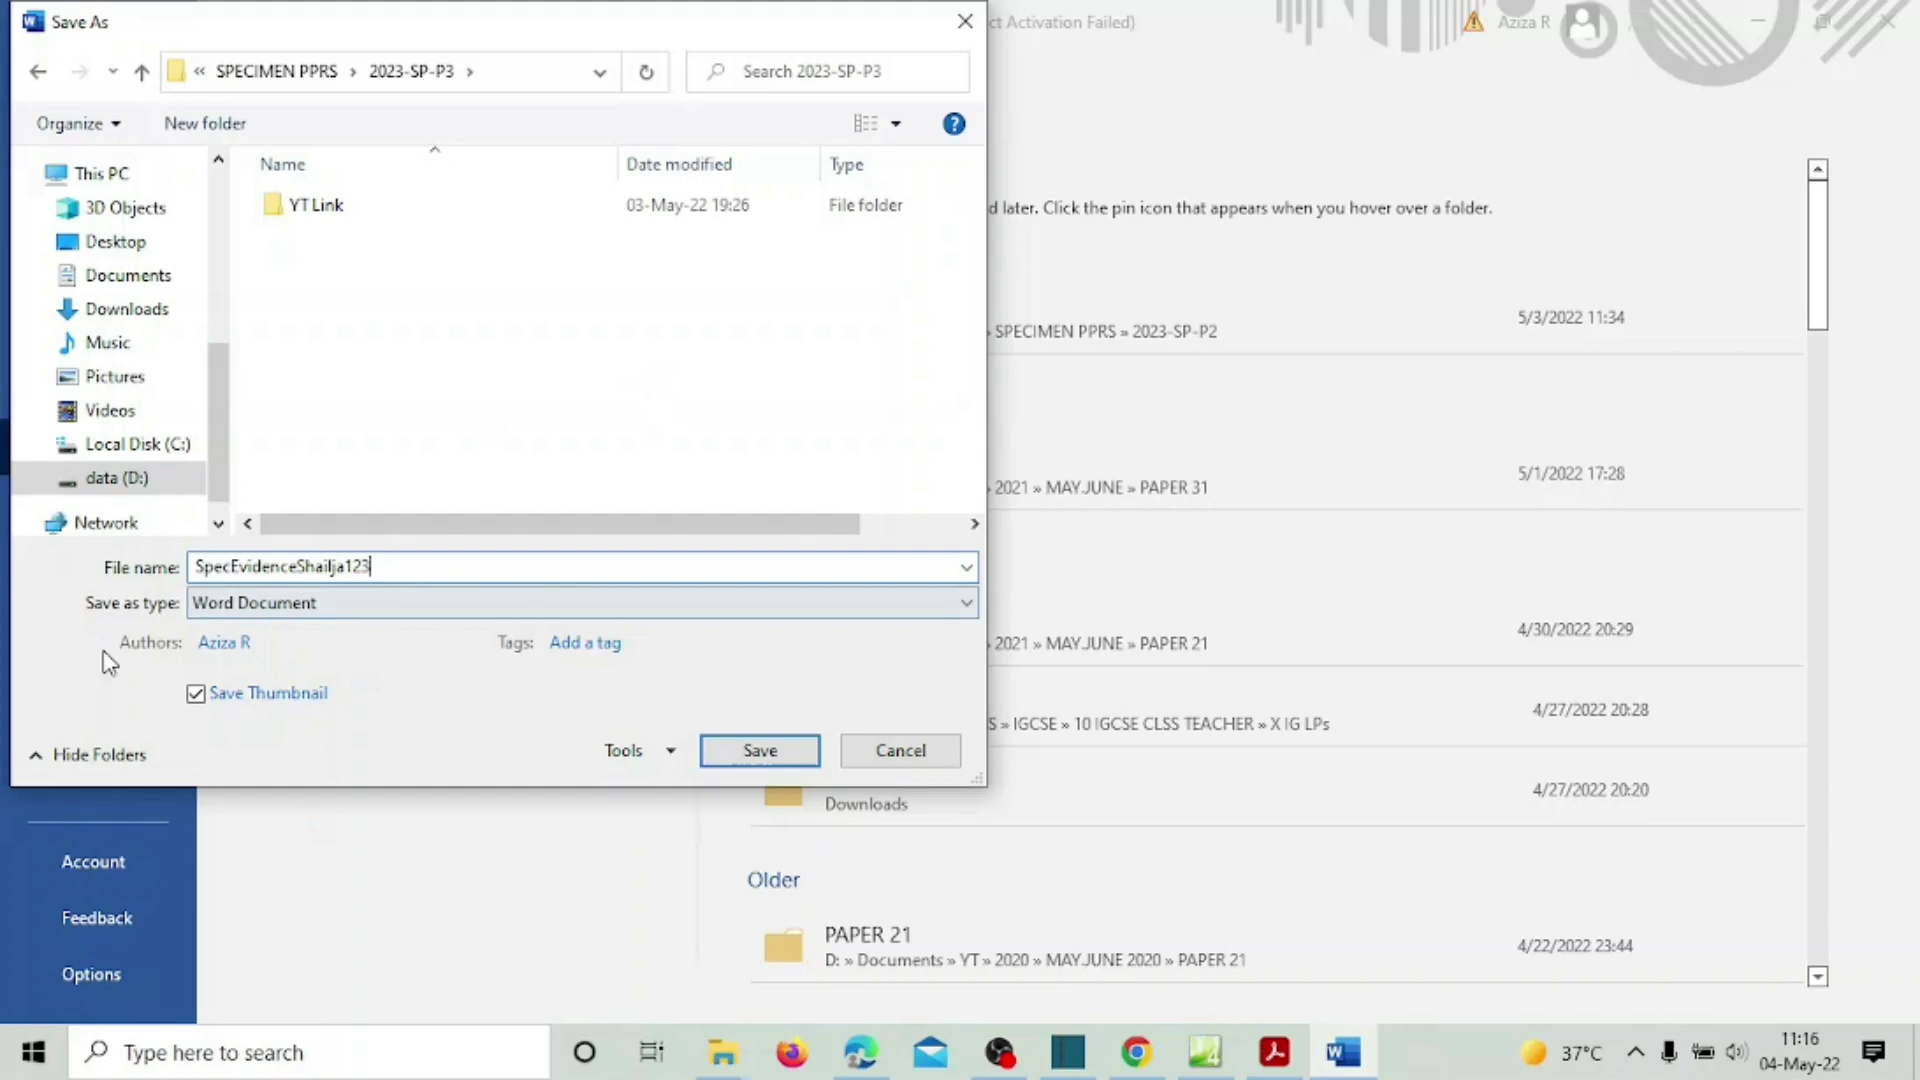 Save As
ct Activation Failed)
Aziza R
« SPECIMEN PPRS › 2023-SP-P3 ›
Search 2023-SP-P3
Organize
New folder
Name
Date modified
Type
YT Link
03-May-22 19:26
File folder
This PC
3D Objects
Desktop
Documents
Downloads
Music
Pictures
Videos
Local Disk (C:)
data (D:)
Network
File name: SpecEvidenceShailja123
Save as type: Word Document
Authors: Aziza R
Tags: Add a tag
Save Thumbnail
Hide Folders
Tools
Save
Cancel
d later. Click the pin icon that appears when you hover over a folder.
» SPECIMEN PPRS » 2023-SP-P2
5/3/2022 11:34
» 2021 » MAY.JUNE » PAPER 31
5/1/2022 17:28
» 2021 » MAY.JUNE » PAPER 21
4/30/2022 20:29
S » IGCSE » 10 IGCSE CLSS TEACHER » X IG LPs
4/27/2022 20:28
Downloads
4/27/2022 20:20
Older
PAPER 21
D: » Documents » YT » 2020 » MAY.JUNE 2020 » PAPER 21
4/22/2022 23:44
Account
Feedback
Options
Type here to search
37°C
11:16
04-May-22